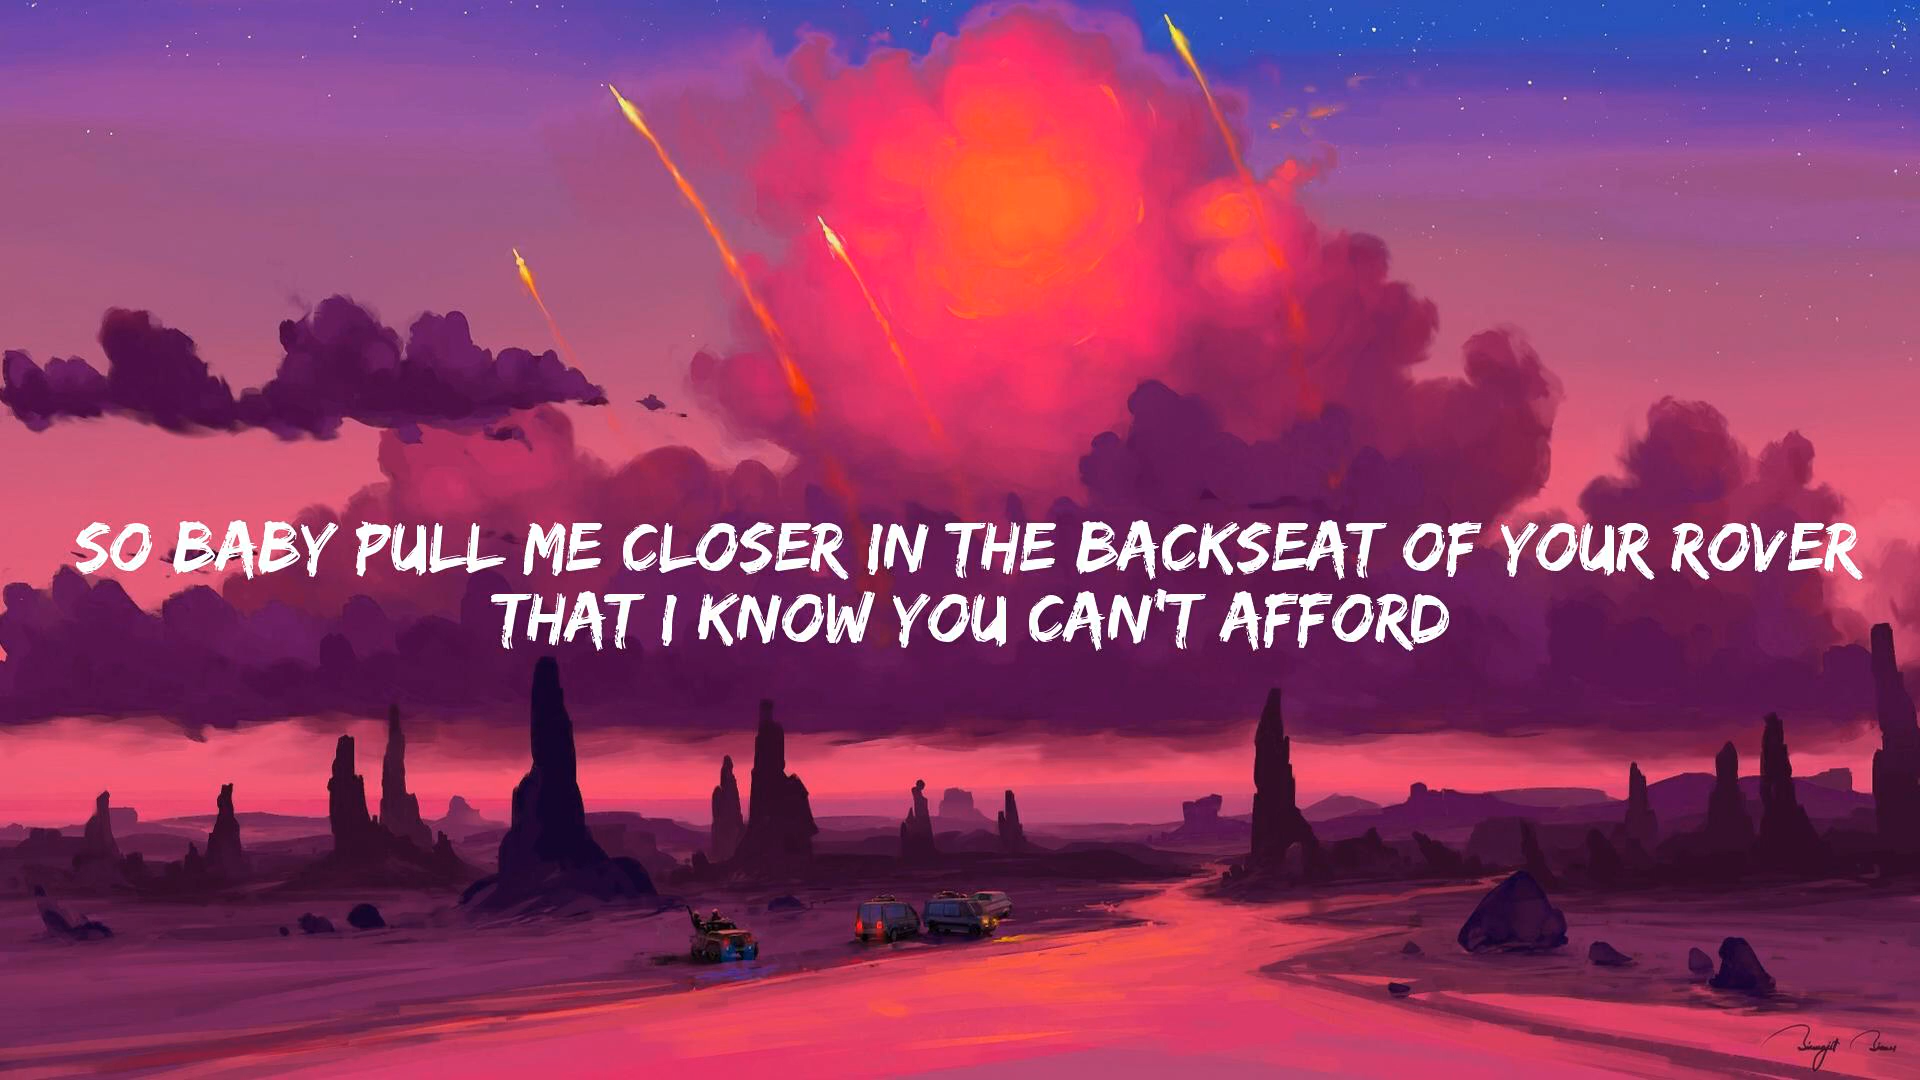 SO BABY PULL ME CLOSER IN THE BACKSEAT OF YOUR ROVER
THAT I KNOW YOU CAN'T AFFORD